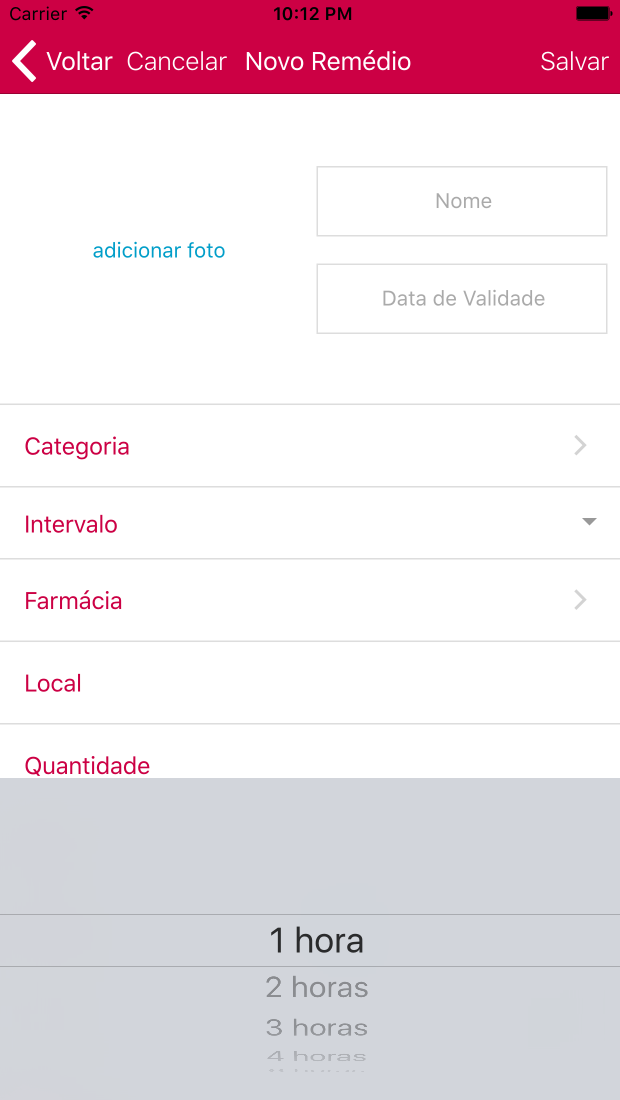 Carrier 10:12 PM
Voltar Cancelar Novo Remédio Salvar
Nome
adicionar foto
Data de Validade
Categoria
Intervalo
Farmácia
Local
Quantidade
1 hora
2 horas
3 horas
4 horas